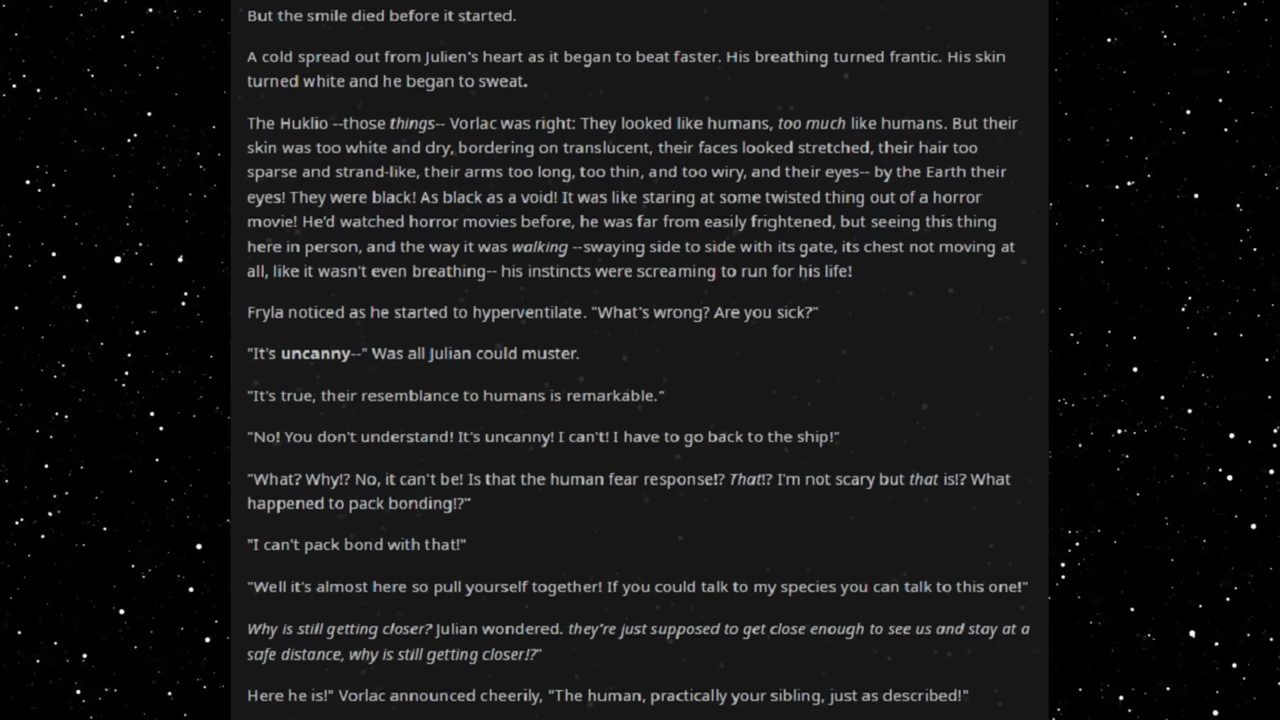 But the smile died before it started.
A cold spread out from Julien's heart as it began to beat faster. His breathing turned frantic. His skin
turned white and he began to sweat.
The Huklio --those things-- Vorlac was right: They looked like humans, too much like humans. But their
skin was too white and dry, bordering on translucent, their faces looked stretched, their hair too
sparse and strand-like, their arms too long, too thin, and too wiry, and their eyes-- by the Earth their
eyes! They were black! As black as a void! It was like staring at some twisted thing out of a horror
movie! He'd watched horror movies before, he was far from easily frightened, but seeing this thing
here in person, and the way it was walking --swaying side to side with its gate, its chest not moving at
all, like it wasn't even breathing-- his instincts were screaming to run for his life!
Fryla noticed as he started to hyperventilate. "What's wrong? Are you sick?"
"It's uncanny--" Was all Julian could muster.
"It's true, their resemblance to humans is remarkable."
"No! You don't understand! It's uncanny! I can't! I have to go back to the ship!"
"What? Why!? No, it can't be! Is that the human fear response!? That!? I'm not scary but that is!? What
happened to pack bonding!?"
"I can't pack bond with that!"
"Well it's almost here so pull yourself together! If you could talk to my species you can talk to this one!"
Why is still getting closer? Julian wondered. they're just supposed to get close enough to see us and stay at a
safe distance, why is still getting closer!?"
Here he is!" Vorlac announced cheerily, "The human, practically your sibling, just as described!"